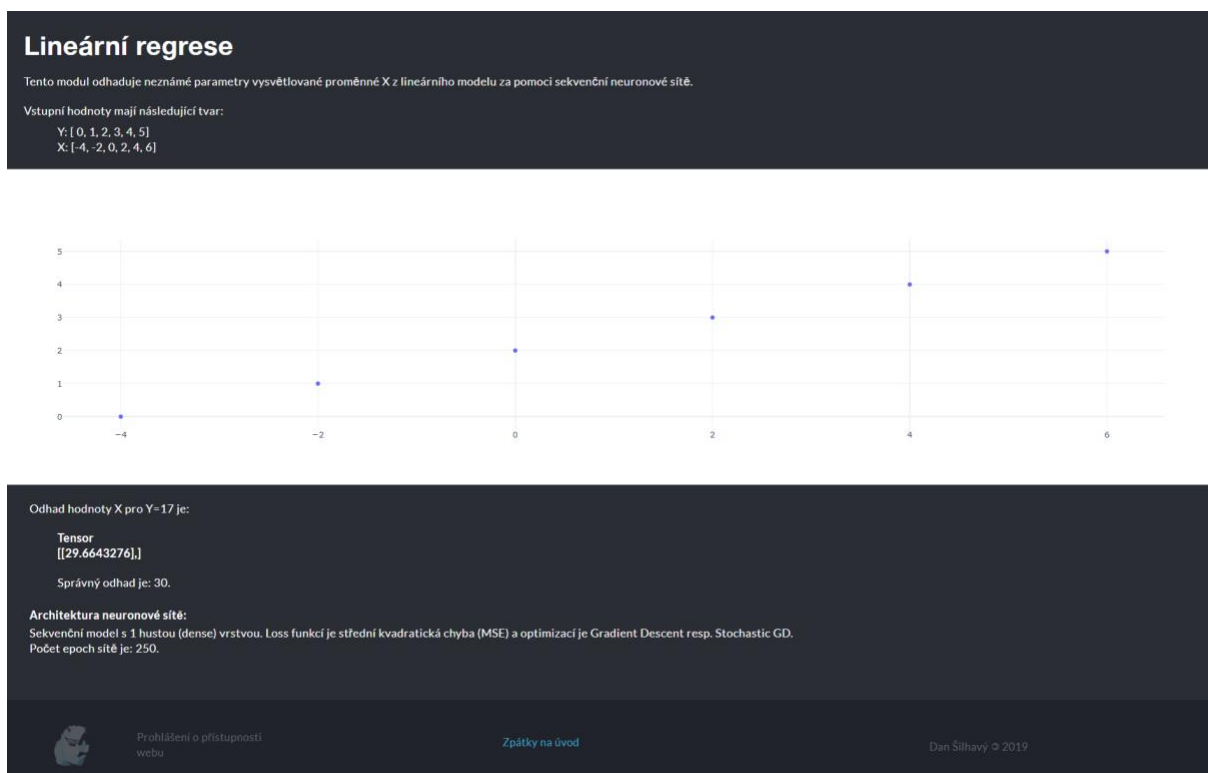 Lineární regrese
Tento modul odhaduje neznámé parametry vysvětlované proměnné X z lineárního modelu za pomoci sekvenční neuronové sítě.
Vstupní hodnoty mají následující tvar:
Y: [ 0, 1, 2, 3, 4, 5]
X: [-4, -2, 0, 2, 4, 6]
5
4
3
2
1
0
−4 −2 0 2 4 6
Odhad hodnoty X pro Y=17 je:
Tensor
[[29.6643276],]
Správný odhad je: 30.
Architektura neuronové sítě:
Sekvenční model s 1 hustou (dense) vrstvou. Loss funkcí je střední kvadratická chyba (MSE) a optimizací je Gradient Descent resp. Stochastic GD.
Počet epoch sítě je: 250.
Prohlášení o přístupnosti
webu
Zpátky na úvod
Dan Šilhavý 2019